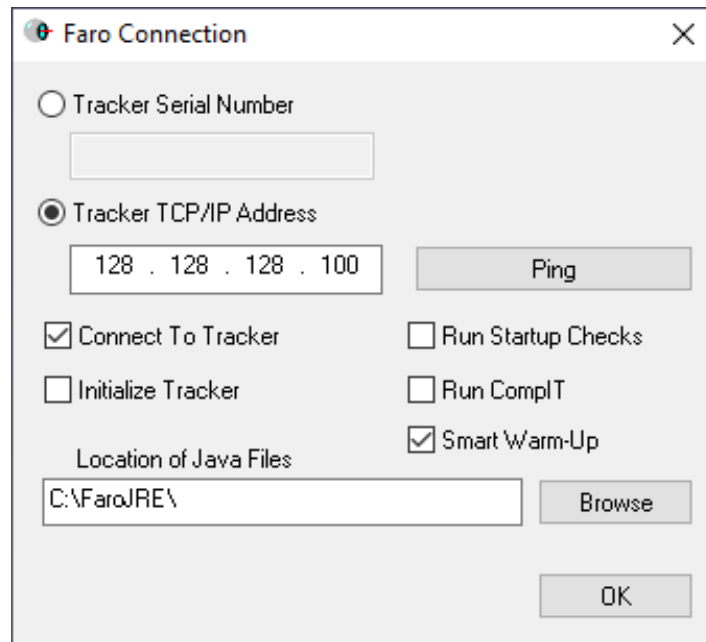 Faro Connection
Tracker Serial Number
Tracker TCP/IP Address
128 . 128 . 128 . 100
Ping
Connect To Tracker
Run Startup Checks
Initialize Tracker
Run CompIT
Smart Warm-Up
Location of Java Files
C:\FaroJRE\
Browse
OK